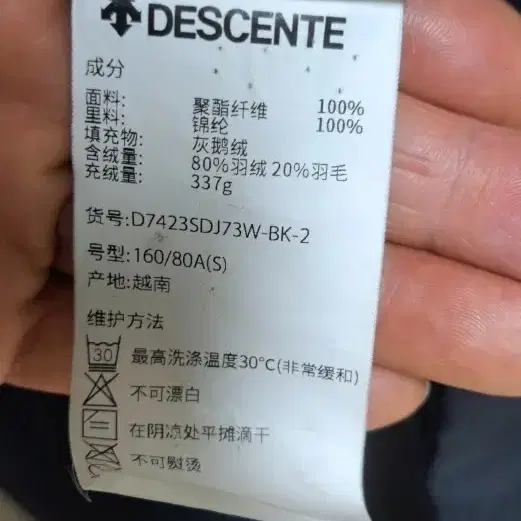 DESCENTE
成分
面料: 聚酯纤维 100%
里料: 锦纶 100%
填充物: 灰鹅绒
含绒量: 80%羽绒 20%羽毛
充绒量: 337g
货号:D7423SDJ73W-BK-2
号型:160/80A(S)
产地:越南
维护方法
30 最高洗涤温度30°C(非常缓和)
不可漂白
在阴凉处平摊滴干
不可熨烫